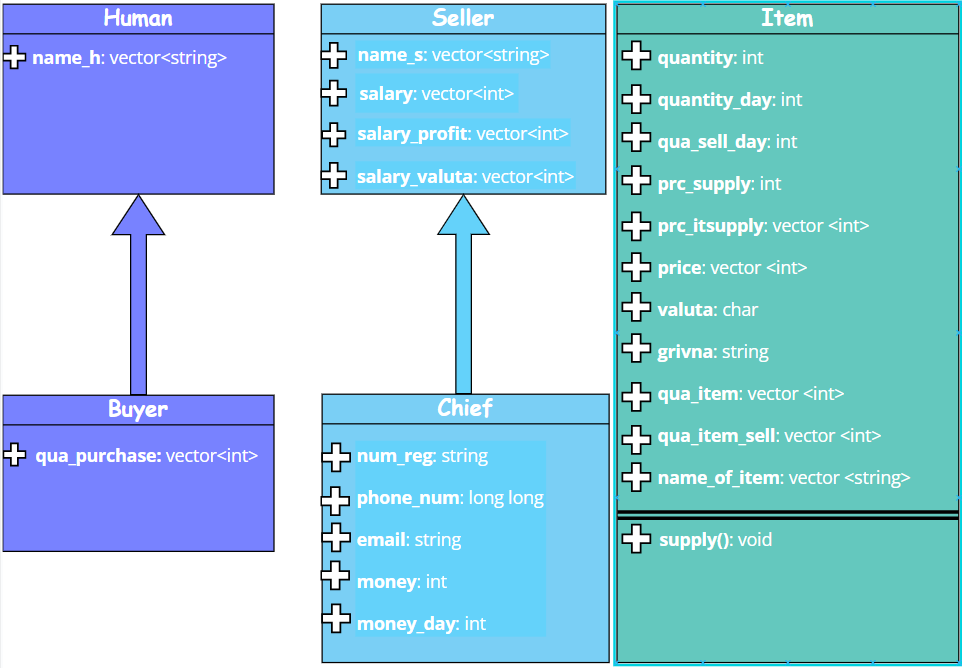 Human
name_h: vector<string>
Buyer
qua_purchase: vector<int>
Seller
name_s: vector<string>
salary: vector<int>
salary_profit: vector<int>
salary_valuta: vector<int>
Chief
num_reg: string
phone_num: long long
email: string
money: int
money_day: int
Item
quantity: int
quantity_day: int
qua_sell_day: int
prc_supply: int
prc_itsupply: vector <int>
price: vector <int>
valuta: char
grivna: string
qua_item: vector <int>
qua_item_sell: vector <int>
name_of_item: vector <string>
supply(): void